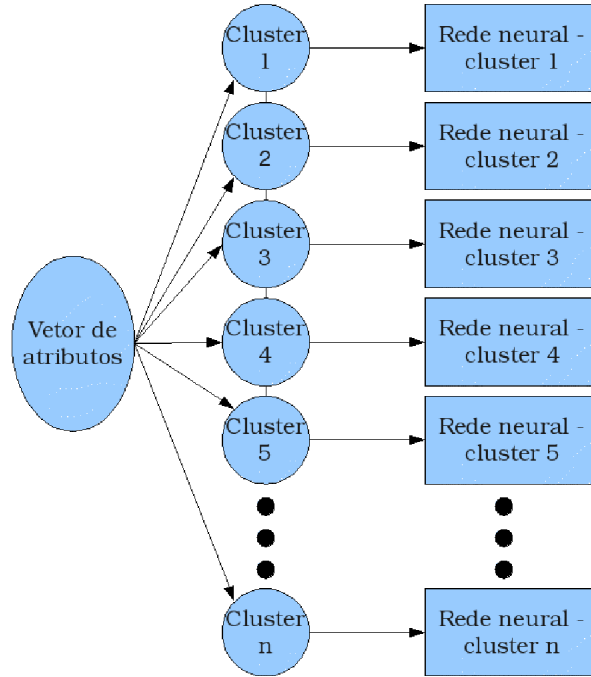 Cluster
1
Rede neural -
cluster 1
Cluster
2
Rede neural -
cluster 2
Cluster
3
Rede neural -
cluster 3
Vetor de
atributos
Cluster
4
Rede neural -
cluster 4
Cluster
5
Rede neural -
cluster 5
Cluster
n
Rede neural -
cluster n